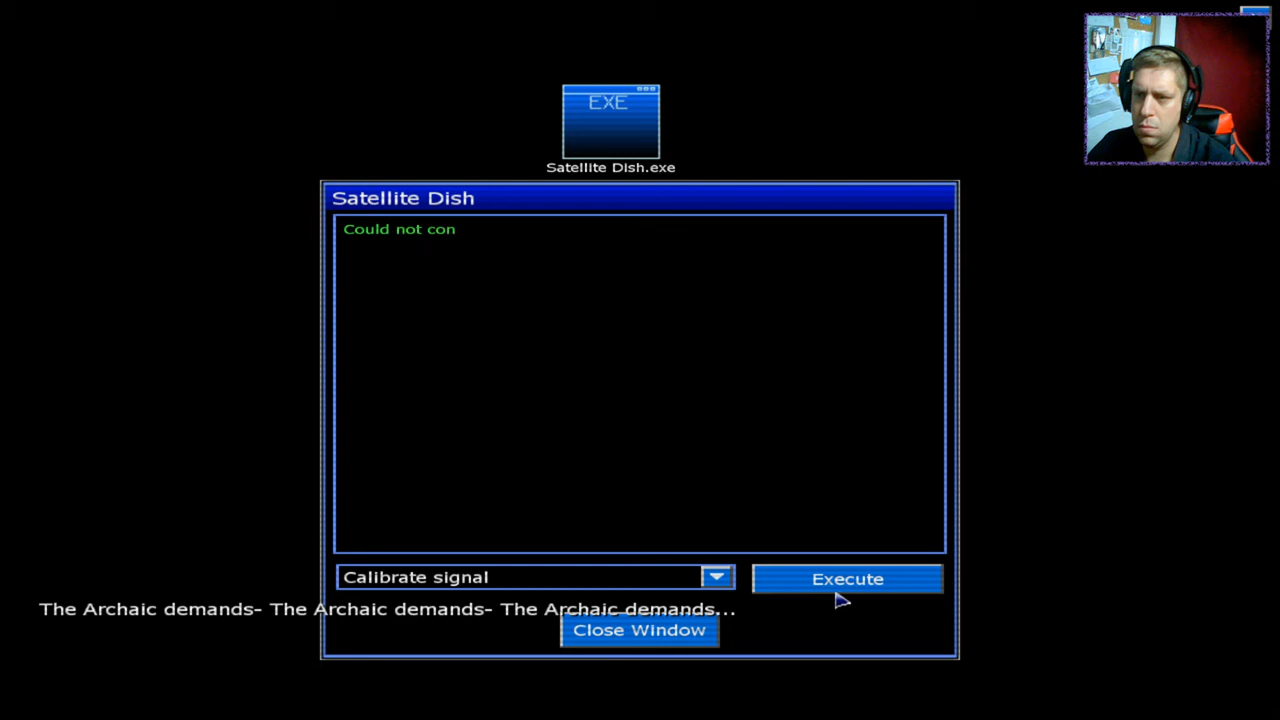 EXE
Satellite Dish.exe
Satellite Dish
Could not con
Calibrate signal
Execute
The Archaic demands- The Archaic demands- The Archaic demands...
Close Window